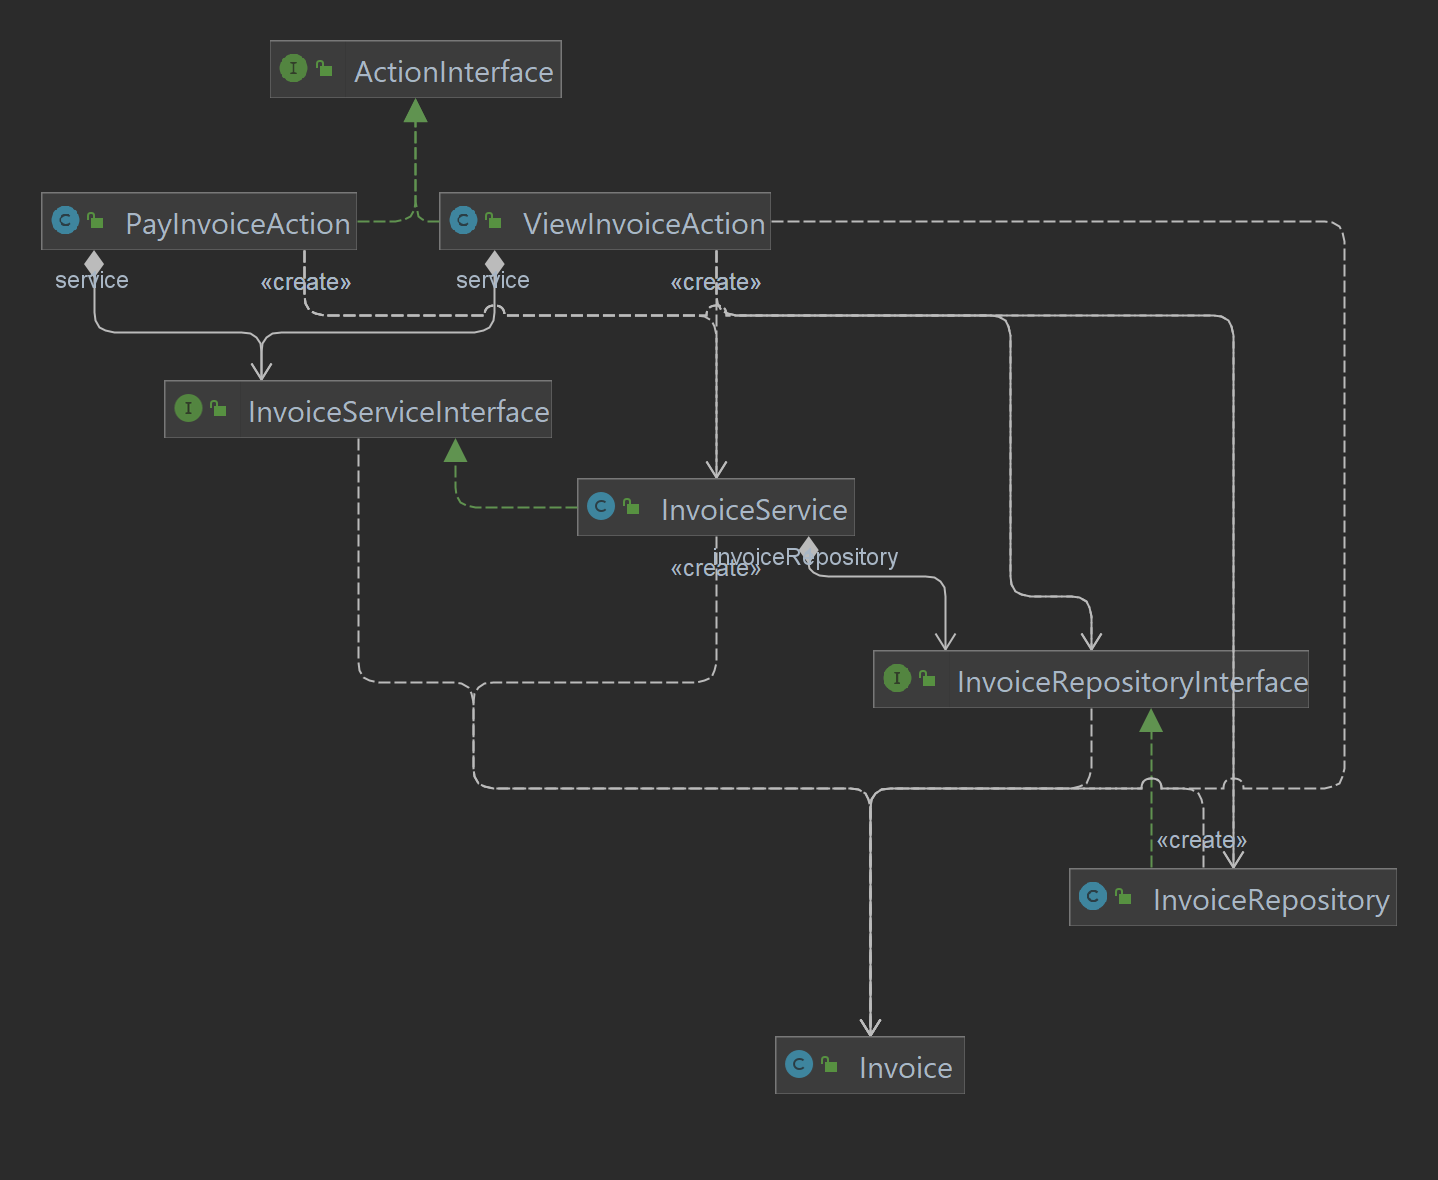 ActionInterface
PayInvoiceAction
ViewInvoiceAction
service
«create»
service
«create»
InvoiceServiceInterface
InvoiceService
invoiceRepository
«create»
InvoiceRepositoryInterface
«create»
InvoiceRepository
Invoice